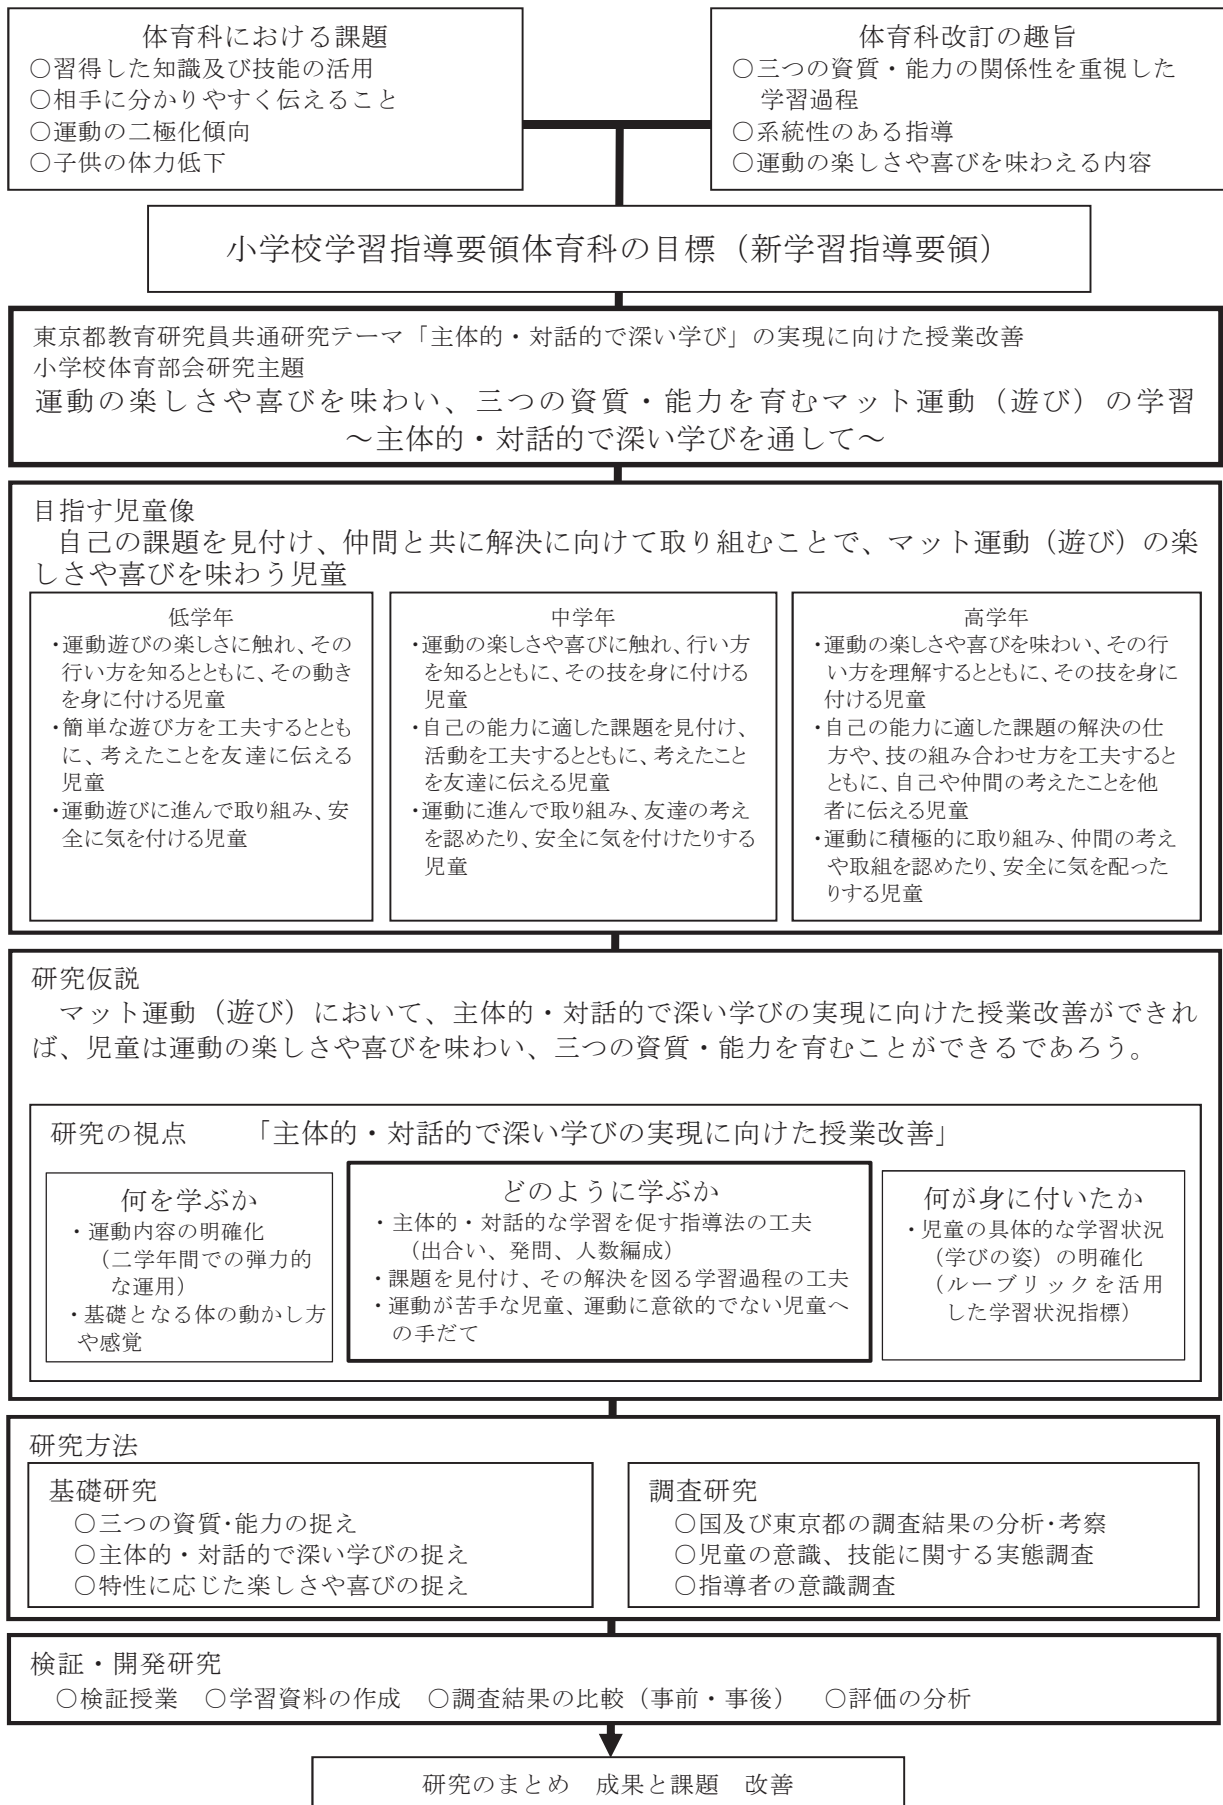 体育科における課題
○習得した知識及び技能の活用
○相手に分かりやすく伝えること
○運動の二極化傾向
○子供の体力低下
体育科改訂の趣旨
○三つの資質・能力の関係性を重視した
学習過程
○系統性のある指導
○運動の楽しさや喜びを味わえる内容
小学校学習指導要領体育科の目標（新学習指導要領）
東京都教育研究員共通研究テーマ「主体的・対話的で深い学び」の実現に向けた授業改善
小学校体育部会研究主題
運動の楽しさや喜びを味わい、三つの資質・能力を育むマット運動（遊び）の学習
～主体的・対話的で深い学びを通して～
目指す児童像
自己の課題を見付け、仲間と共に解決に向けて取り組むことで、マット運動（遊び）の楽
しさや喜びを味わう児童
低学年
・運動遊びの楽しさに触れ、その
行い方を知るとともに、その動き
を身に付ける児童
・簡単な遊び方を工夫するととも
に、考えたことを友達に伝える
児童
・運動遊びに進んで取り組み、安
全に気を付ける児童
中学年
・運動の楽しさや喜びに触れ、行い方
を知るとともに、その技を身に付ける
児童
・自己の能力に適した課題を見付け、
活動を工夫するとともに、考えたこと
を友達に伝える児童
・運動に進んで取り組み、友達の考え
を認めたり、安全に気を付けたりする
児童
高学年
・運動の楽しさや喜びを味わい、その行
い方を理解するとともに、その技を身に
付ける児童
・自己の能力に適した課題の解決の仕
方や、技の組み合わせ方を工夫すると
ともに、自己や仲間の考えたことを他
者に伝える児童
・運動に積極的に取り組み、仲間の考え
や取組を認めたり、安全に気を配った
りする児童
研究仮説
マット運動（遊び）において、主体的・対話的で深い学びの実現に向けた授業改善ができれ
ば、児童は運動の楽しさや喜びを味わい、三つの資質・能力を育むことができるであろう。
研究の視点　「主体的・対話的で深い学びの実現に向けた授業改善」
何を学ぶか
・運動内容の明確化
（二学年間での弾力的
な運用）
・基礎となる体の動かし方
や感覚
どのように学ぶか
・主体的・対話的な学習を促す指導法の工夫
（出合い、発問、人数編成）
・課題を見付け、その解決を図る学習過程の工夫
・運動が苦手な児童、運動に意欲的でない児童へ
の手だて
何が身に付いたか
・児童の具体的な学習状況
（学びの姿）の明確化
（ルーブリックを活用
した学習状況指標）
研究方法
基礎研究
○三つの資質・能力の捉え
○主体的・対話的で深い学びの捉え
○特性に応じた楽しさや喜びの捉え
調査研究
○国及び東京都の調査結果の分析・考察
○児童の意識、技能に関する実態調査
○指導者の意識調査
検証・開発研究
○検証授業　○学習資料の作成　○調査結果の比較（事前・事後）　○評価の分析
研究のまとめ　成果と課題　改善